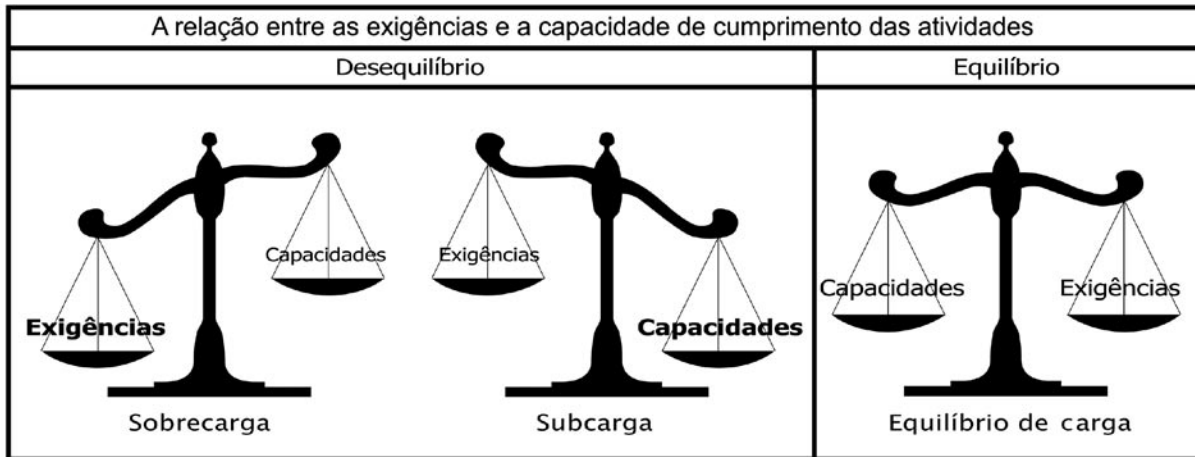 A relação entre as exigências e a capacidade de cumprimento das atividades
Desequilíbrio
Equilíbrio
Exigências
Capacidades
Sobrecarga
Exigências
Capacidades
Subcarga
Capacidades
Exigências
Equilíbrio de carga